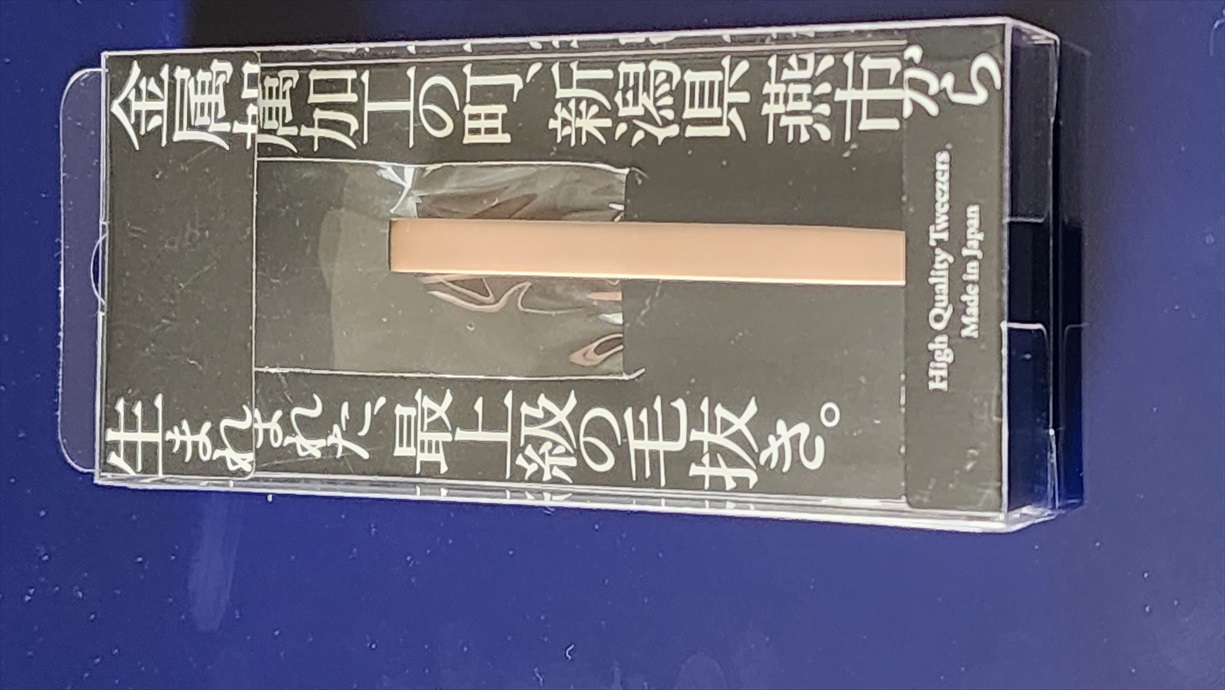 金属加工の町、新潟県燕市から
生まれた、最上級の毛抜き。
High Quality Tweezers
Made in Japan